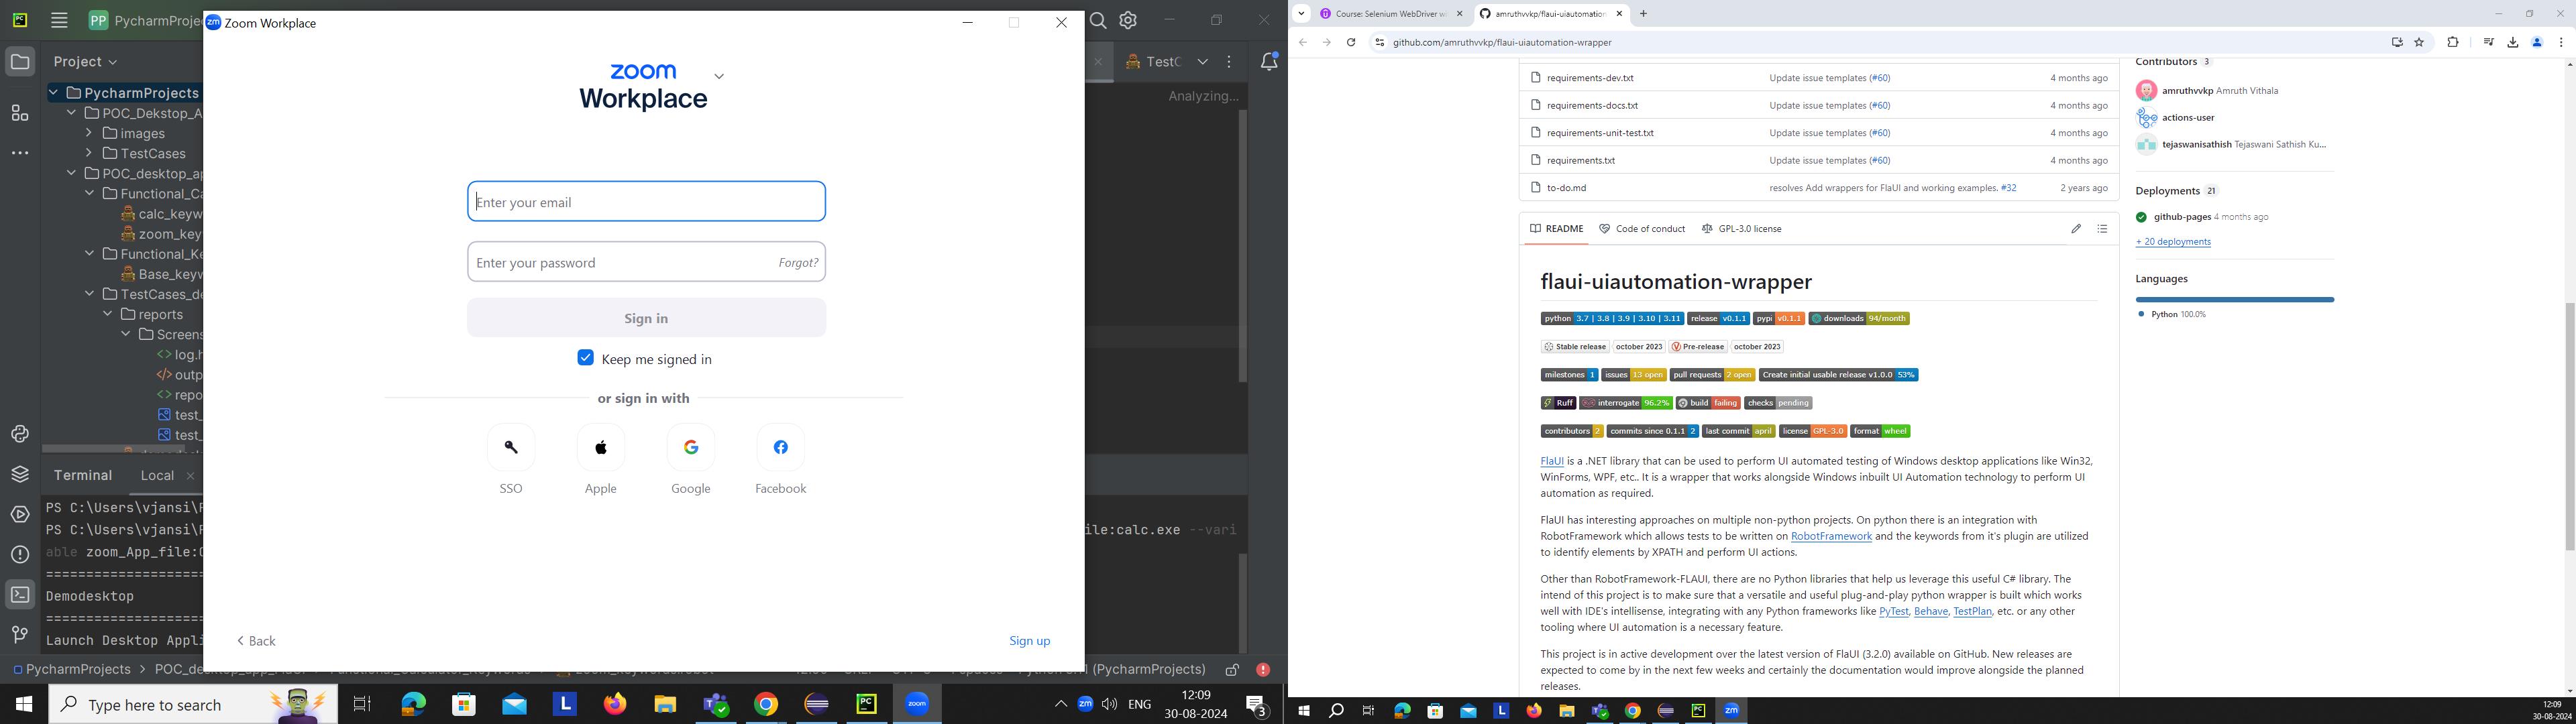 PP PycharmProje
Zoom Workplace
Project
TestC
Analyzing...
PycharmProjects
POC_Dekstop_A
images
TestCases
POC_desktop_ap
Functional_Ca
calc_keyw
zoom_key
Functional_Ke
Base_keyw
TestCases_de
reports
Screens
log.h
outp
repo
test_
test_
zoom
Workplace
Enter your email
Enter your password
Forgot?
Sign in
Keep me signed in
or sign in with
SSO
Apple
Google
Facebook
Back
Sign up
Terminal
Local
PS C:\Users\vjansi\P
PS C:\Users\vjansi\P
ile:calc.exe --vari
able zoom_App_file:C
Demodesktop
Launch Desktop Appli
PycharmProjects > POC_de
(PycharmProjects)
Type here to search
ENG
12:09
30-08-2024
3
Course: Selenium WebDriver w
amruthvvkp/flaui-uiautomation
github.com/amruthvvkp/flaui-uiautomation-wrapper
requirements-dev.txt Update issue templates (#60) 4 months ago
requirements-docs.txt Update issue templates (#60) 4 months ago
requirements-unit-test.txt Update issue templates (#60) 4 months ago
requirements.txt Update issue templates (#60) 4 months ago
to-do.md resolves Add wrappers for FlaUI and working examples. #32 2 years ago
README Code of conduct GPL-3.0 license
flaui-uiautomation-wrapper
python 3.7 | 3.8 | 3.9 | 3.10 | 3.11 release v0.1.1 pypi v0.1.1 downloads 94/month
Stable release october 2023 Pre-release october 2023
milestones 1 issues 13 open pull requests 2 open Create initial usable release v1.0.0 53%
Ruff interrogate 96.2% build failing checks pending
contributors 2 commits since 0.1.1 2 last commit april license GPL-3.0 format wheel
FlaUI is a .NET library that can be used to perform UI automated testing of Windows desktop applications like Win32,
WinForms, WPF, etc.. It is a wrapper that works alongside Windows inbuilt UI Automation technology to perform UI
automation as required.
FlaUI has interesting approaches on multiple non-python projects. On python there is an integration with
RobotFramework which allows tests to be written on RobotFramework and the keywords from it's plugin are utilized
to identify elements by XPATH and perform UI actions.
Other than RobotFramework-FLAUI, there are no Python libraries that help us leverage this useful C# library. The
intend of this project is to make sure that a versatile and useful plug-and-play python wrapper is built which works
well with IDE's intellisense, integrating with any Python frameworks like PyTest, Behave, TestPlan, etc. or any other
tooling where UI automation is a necessary feature.
This project is in active development over the latest version of FlaUI (3.2.0) available on GitHub. New releases are
expected to come by in the next few weeks and certainly the documentation would improve alongside the planned
releases.
Contributors 3
amruthvvkp Amruth Vithala
actions-user
tejaswanisathish Tejaswani Sathish Ku...
Deployments 21
github-pages 4 months ago
+ 20 deployments
Languages
Python 100.0%
12:09
30-08-2024